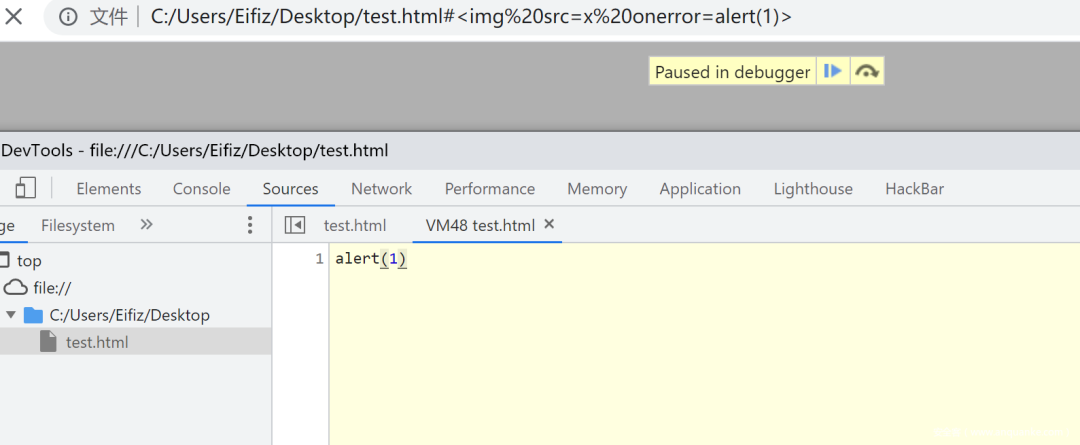 文件 C:/Users/Eifiz/Desktop/test.html#<img%20src=x%20onerror=alert(1)>
Paused in debugger
DevTools - file:///C:/Users/Eifiz/Desktop/test.html
Elements Console Sources Network Performance Memory Application Lighthouse HackBar
ge Filesystem » test.html VM48 test.html ×
1 alert(1)
top
file://
C:/Users/Eifiz/Desktop
test.html